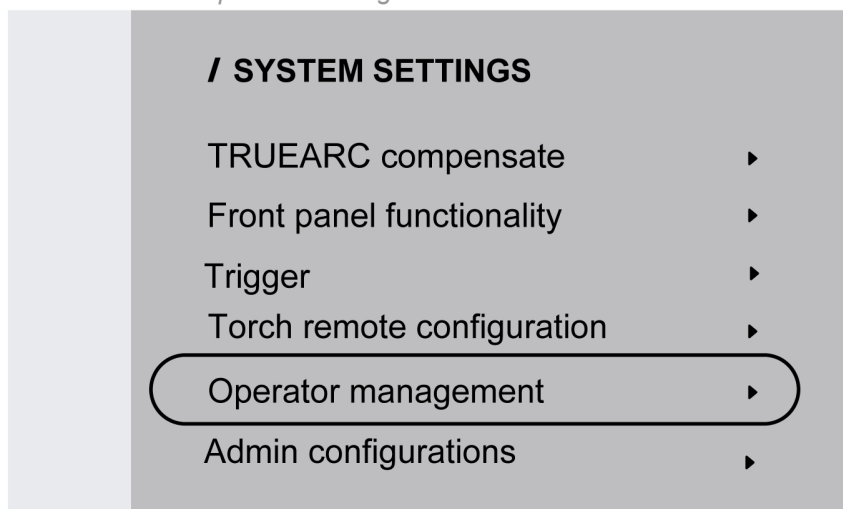 / SYSTEM SETTINGS
TRUEARC compensate
Front panel functionality
Trigger
Torch remote configuration
Operator management
Admin configurations